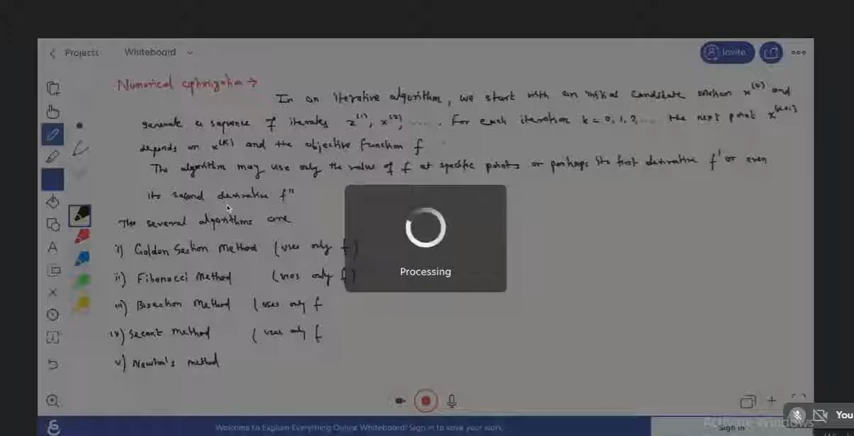 Projects Whiteboard Invite
Numerical
In an iterative algorithm, we start with an initial candidate x^(0) and
generate a sequence of iterates x^(1), x^(2), ..... For each iteration k = 0, 1, 2, .... the next point x^(k+1)
depends on x^(k) and the objective function f
The algorithm may use only the value of f at specific points or perhaps its first derivative f' or even
its second derivative f"
The several algorithms are
i) Golden Section Method (uses only f)
Processing
ii) Fibonacci Method (uses only f)
iii) Bisection Method (uses only f
iv) Secant Method (uses only f
v) Newton's method
You
Activate Windows
Welcome to Explain Everything Online Whiteboard! Sign in to save your work.
Sign in